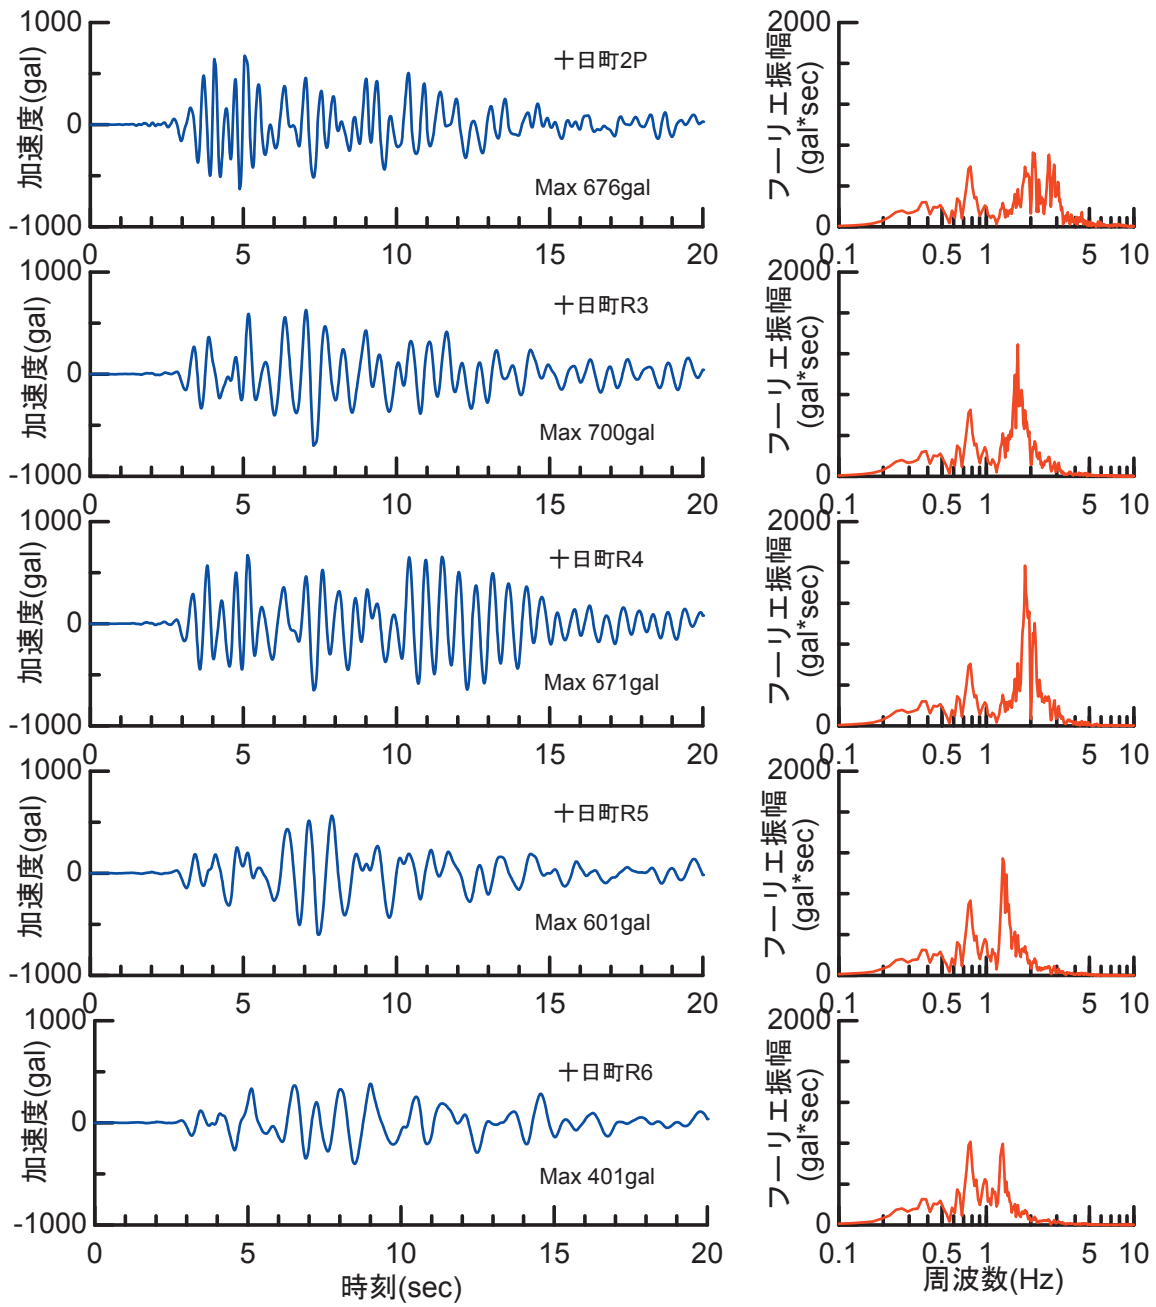 1000
0
-1000
加速度(gal)
十日町2P
Max 676gal
0 5 10 15 20
2000
0
フーリエ振幅
(gal*sec)
0.1 0.5 1 5 10
1000
0
-1000
加速度(gal)
十日町R3
Max 700gal
0 5 10 15 20
2000
0
フーリエ振幅
(gal*sec)
0.1 0.5 1 5 10
1000
0
-1000
加速度(gal)
十日町R4
Max 671gal
0 5 10 15 20
2000
0
フーリエ振幅
(gal*sec)
0.1 0.5 1 5 10
1000
0
-1000
加速度(gal)
十日町R5
Max 601gal
0 5 10 15 20
2000
0
フーリエ振幅
(gal*sec)
0.1 0.5 1 5 10
1000
0
-1000
加速度(gal)
十日町R6
Max 401gal
0 5 10 15 20
時刻(sec)
2000
0
フーリエ振幅
(gal*sec)
0.1 0.5 1 5 10
周波数(Hz)